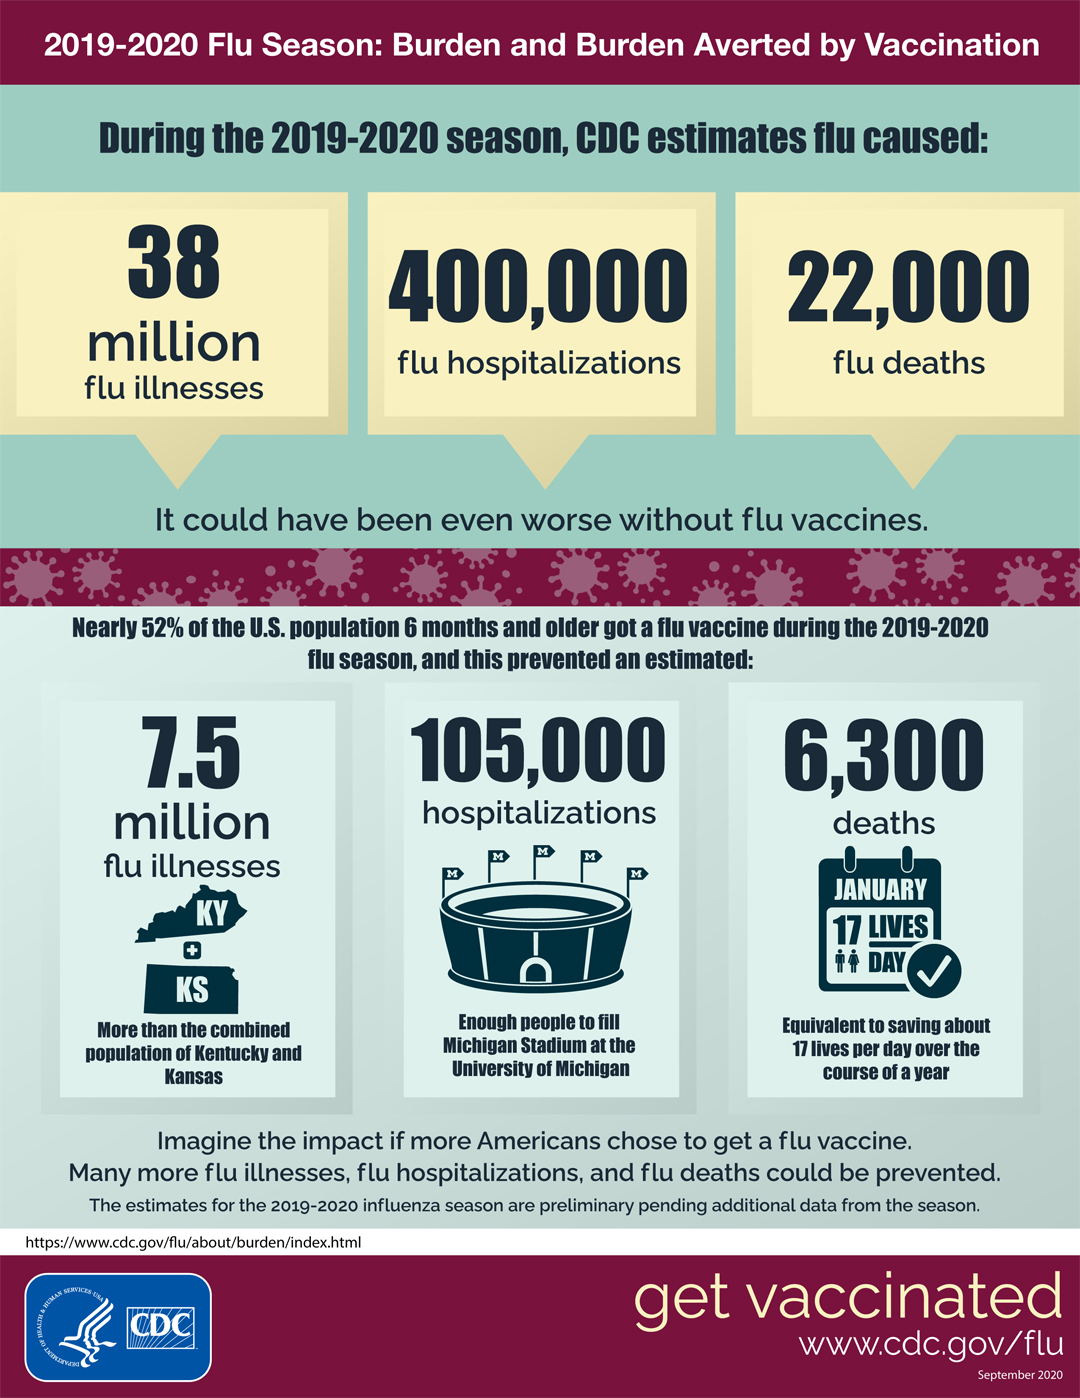 2019-2020 Flu Season: Burden and Burden Averted by Vaccination
During the 2019-2020 season, CDC estimates flu caused:
38
million
flu illnesses
400,000
flu hospitalizations
22,000
flu deaths
It could have been even worse without flu vaccines.
Nearly 52% of the U.S. population 6 months and older got a flu vaccine during the 2019-2020
flu season, and this prevented an estimated:
7.5
million
flu illnesses
KY
+
KS
More than the combined
population of Kentucky and
Kansas
105,000
hospitalizations
M M M M M
Enough people to fill
Michigan Stadium at the
University of Michigan
6,300
deaths
JANUARY
17 LIVES
DAY
Equivalent to saving about
17 lives per day over the
course of a year
Imagine the impact if more Americans chose to get a flu vaccine.
Many more flu illnesses, flu hospitalizations, and flu deaths could be prevented.
The estimates for the 2019-2020 influenza season are preliminary pending additional data from the season.
https://www.cdc.gov/flu/about/burden/index.html
DEPARTMENT OF HEALTH & HUMAN SERVICES·USA
CDC
get vaccinated
www.cdc.gov/flu
September 2020